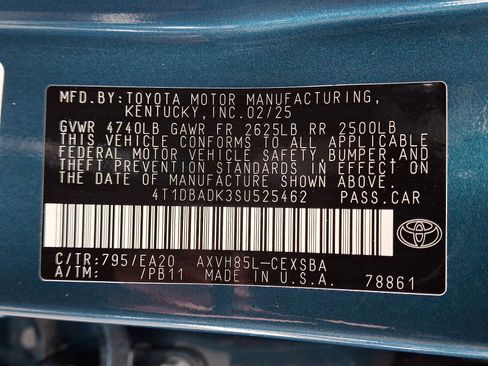 MFD.BY:TOYOTA MOTOR MANUFACTURING,
KENTUCKY, INC.02/25
GVWR 4740LB GAWR FR 2625LB RR 2500LB
THIS VEHICLE CONFORMS TO ALL APPLICABLE
FEDERAL MOTOR VEHICLE SAFETY,BUMPER,AND
THEFT PREVENTION STANDARDS IN EFFECT ON
THE DATE OF MANUFACTURE SHOWN ABOVE.
4T1DBADK3SU525462 PASS.CAR
C/TR:795/EA20 AXVH85L-CEXSBA
A/TM: 7PB11 MADE IN U.S.A. 78861